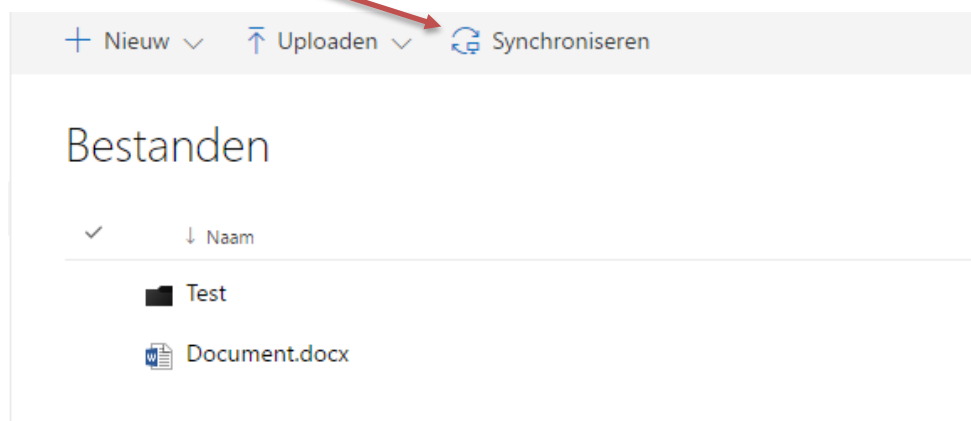 Nieuw Uploaden Synchroniseren
Bestanden
Naam
Test
Document.docx